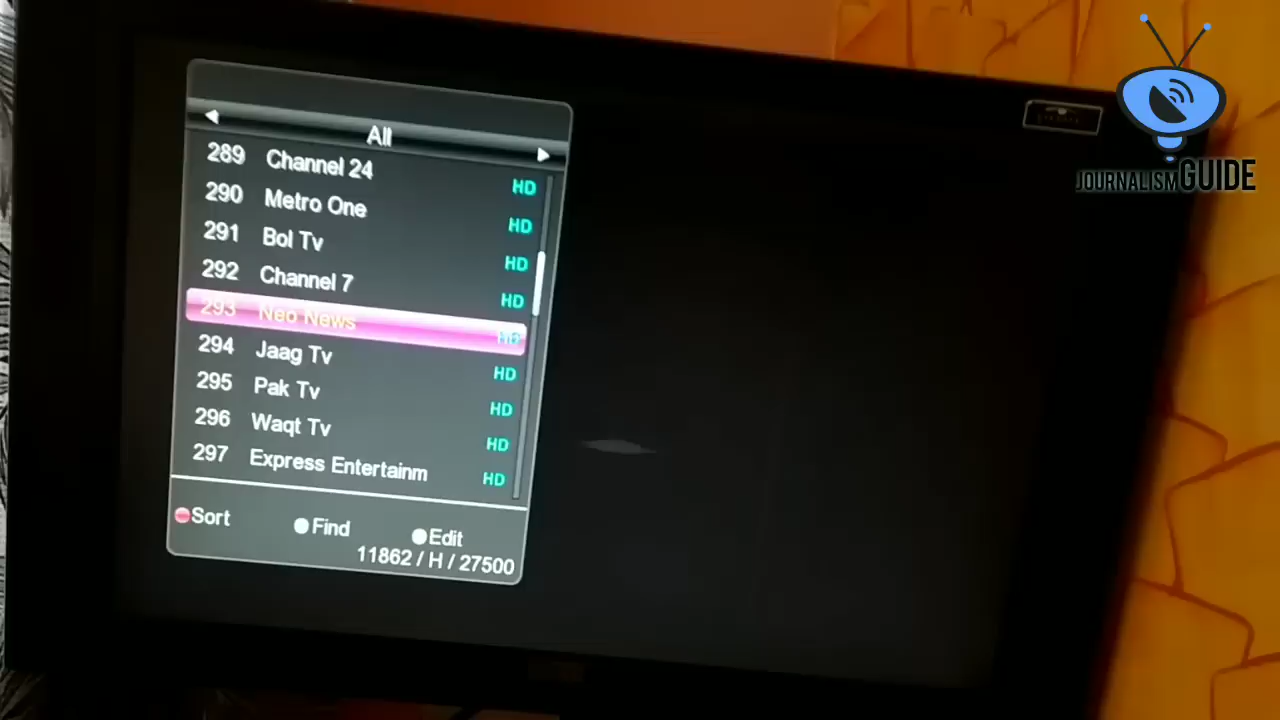 All
289 Channel 24 HD
290 Metro One HD
291 Bol Tv HD
292 Channel 7 HD
293 Neo News HD
294 Jaag Tv HD
295 Pak Tv HD
296 Waqt Tv HD
297 Express Entertainm HD
Sort Find Edit
11862 / H / 27500
JOURNALISMGUIDE